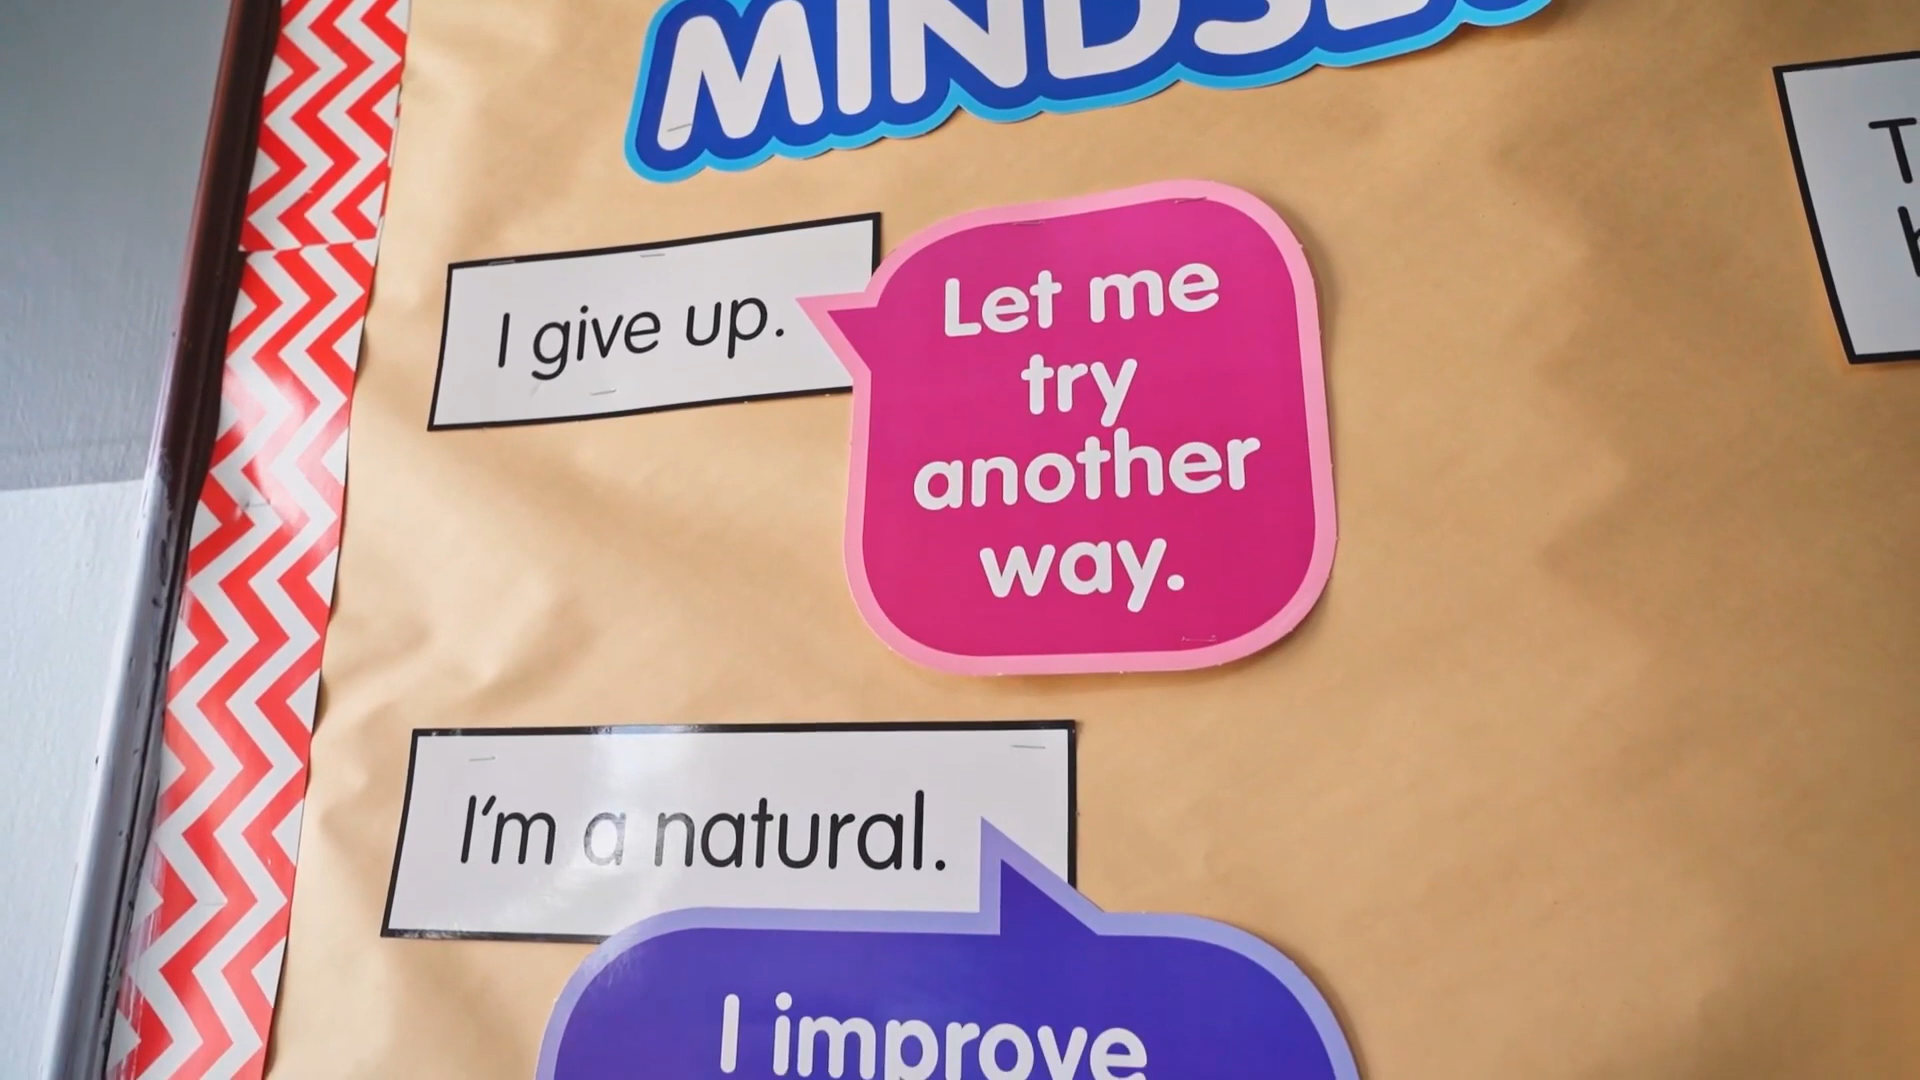 I give up.
Let me
try
another
way.
I'm a natural.
I improve